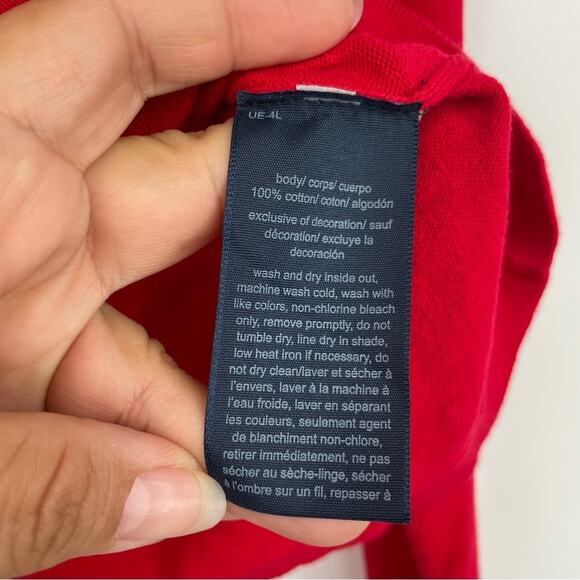 UE-4L
body/ corps/ cuerpo
100% cotton/ coton/ algodón
exclusive of decoration/ sauf
décoration/ excluye la
decoración
wash and dry inside out,
machine wash cold, wash with
like colors, non-chlorine bleach
only, remove promptly, do not
tumble dry, line dry in shade,
low heat iron if necessary, do
not dry clean/laver et sécher à
l'envers, laver à la machine à
l'eau froide, laver en séparant
les couleurs, seulement agent
de blanchiment non-chlore,
retirer immédiatement, ne pas
sécher au sèche-linge, sécher
à l'ombre sur un fil, repasser à